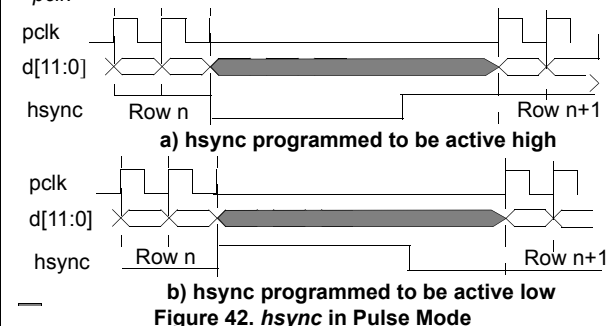 pclk
pclk
d[11:0]
hsync Row n Row n+1
a) hsync programmed to be active high
pclk
d[11:0]
hsync Row n Row n+1
b) hsync programmed to be active low
Figure 42. hsync in Pulse Mode